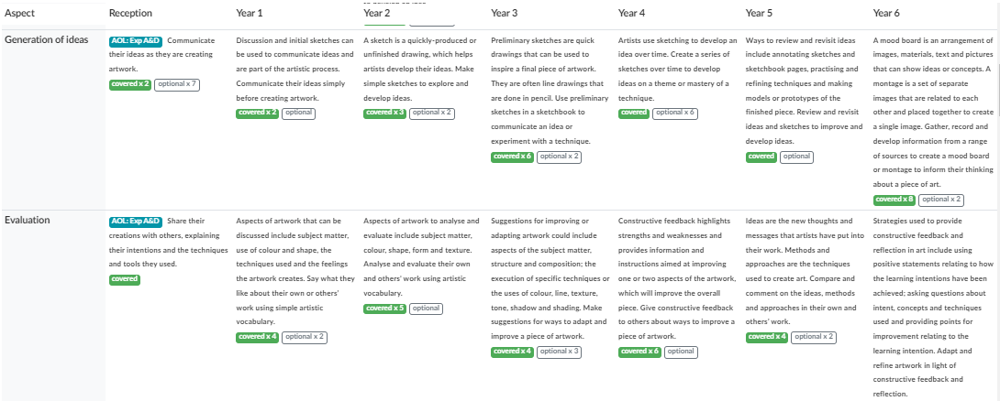 Aspect
Reception
Year 1
Year 2
Year 3
Year 4
Year 5
Year 6
Generation of ideas
AOL: Exp A&D Communicate
their ideas as they are creating
artwork.
covered x 2 optional x 7
Discussion and initial sketches can
be used to communicate ideas and
are part of the artistic process.
Communicate their ideas simply
before creating artwork.
covered x 2 optional
A sketch is a quickly-produced or
unfinished drawing, which helps
artists develop their ideas. Make
simple sketches to explore and
develop ideas.
covered x 3 optional x 2
Preliminary sketches are quick
drawings that can be used to
inspire a final piece of artwork.
They are often line drawings that
are done in pencil. Use preliminary
sketches in a sketchbook to
communicate an idea or
experiment with a technique.
covered x 6 optional x 2
Artists use sketching to develop an
idea over time. Create a series of
sketches over time to develop
ideas on a theme or mastery of a
technique.
covered optional x 6
Ways to review and revisit ideas
include annotating sketches and
sketchbook pages, practising and
refining techniques and making
models or prototypes of the
finished piece. Review and revisit
ideas and sketches to improve and
develop ideas.
covered optional
A mood board is an arrangement of
images, materials, text and pictures
that can show ideas or concepts. A
montage is a set of separate
images that are related to each
other and placed together to create
a single image. Gather, record and
develop information from a range
of sources to create a mood board
or montage to inform their thinking
about a piece of art.
covered x 8 optional x 2
Evaluation
AOL: Exp A&D Share their
creations with others, explaining
their intentions and the techniques
and tools they used.
covered
Aspects of artwork that can be
discussed include subject matter,
use of colour and shape, the
techniques used and the feelings
the artwork creates. Say what they
like about their own or others'
work using simple artistic
vocabulary.
covered x 4 optional x 2
Aspects of artwork to analyse and
evaluate include subject matter,
colour, shape, form and texture.
Analyse and evaluate their own
and others' work using artistic
vocabulary.
covered x 5 optional
Suggestions for improving or
adapting artwork could include
aspects of the subject matter,
structure and composition; the
execution of specific techniques or
the uses of colour, line, texture,
tone, shadow and shading. Make
suggestions for ways to adapt and
improve a piece of artwork.
covered x 4 optional x 3
Constructive feedback highlights
strengths and weaknesses and
provides information and
instructions aimed at improving
one or two aspects of the artwork,
which will improve the overall
piece. Give constructive feedback
to others about ways to improve a
piece of artwork.
covered x 6 optional
Ideas are the new thoughts and
messages that artists have put into
their work. Methods and
approaches are the techniques
used to create art. Compare and
comment on the ideas, methods
and approaches in their own and
others' work.
covered x 4 optional x 2
Strategies used to provide
constructive feedback and
reflection in art include using
positive statements relating to how
the learning intentions have been
achieved; asking questions about
intent, concepts and techniques
used and providing points for
improvement relating to the
learning intention. Adapt and
refine artwork in light of
constructive feedback and
reflection.